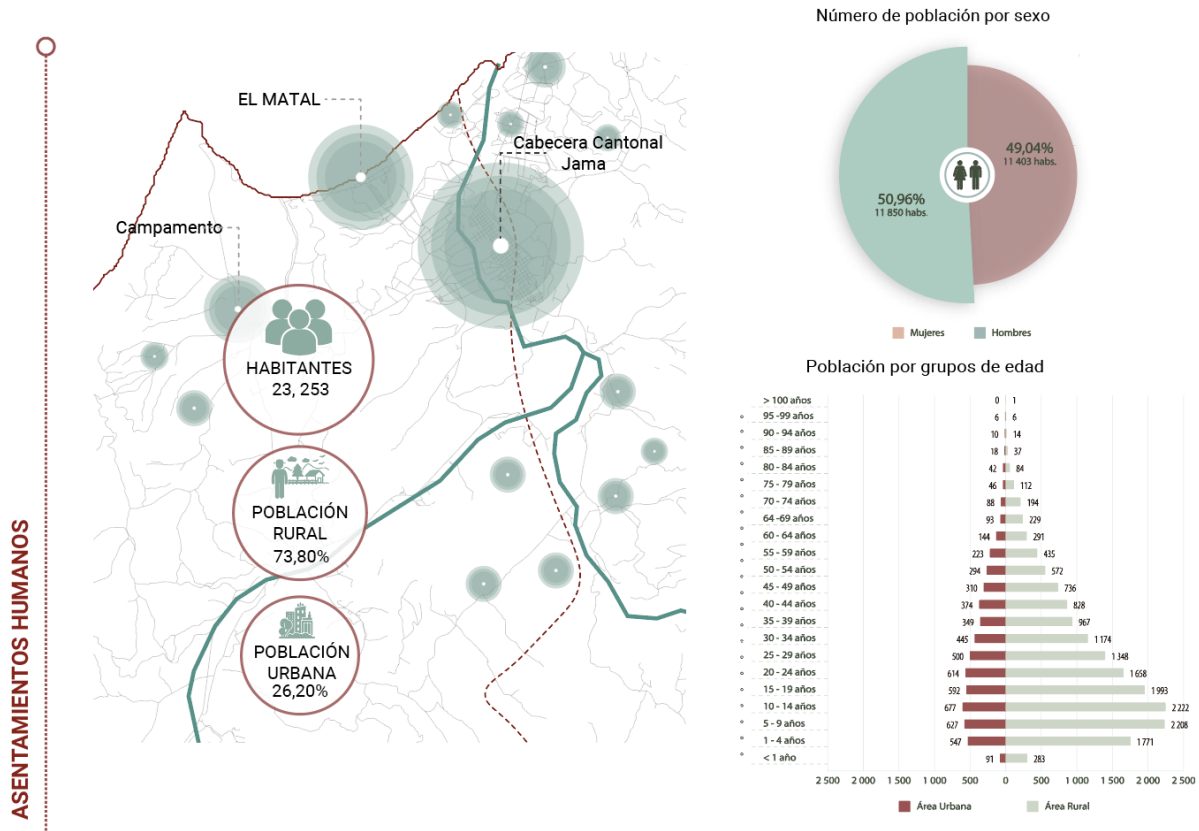 ASENTAMIENTOS HUMANOS
EL MATAL
Cabecera Cantonal
Jama
Campamento
HABITANTES
23, 253
POBLACIÓN
RURAL
73,80%
POBLACIÓN
URBANA
26,20%
Número de población por sexo
49,04%
11 403 habs.
50,96%
11 850 habs.
Mujeres Hombres
Población por grupos de edad
> 100 años 0 1
95 -99 años 6 6
90 - 94 años 10 14
85 - 89 años 18 37
80 - 84 años 42 84
75 - 79 años 46 112
70 - 74 años 88 194
64 -69 años 93 229
60 - 64 años 144 291
55 - 59 años 223 435
50 - 54 años 294 572
45 - 49 años 310 736
40 - 44 años 374 828
35 - 39 años 349 967
30 - 34 años 445 1 174
25 - 29 años 500 1 348
20 - 24 años 614 1 658
15 - 19 años 592 1 993
10 - 14 años 677 2 222
5 - 9 años 627 2 208
1 - 4 años 547 1 771
< 1 año 91 283
2 500 2 000 1 500 1 000 500 0 500 1 000 1 500 2 000 2 500
Área Urbana Área Rural